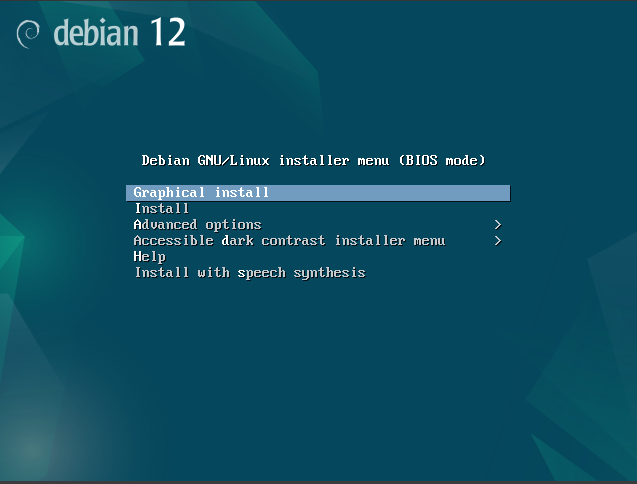 debian 12
Debian GNU/Linux installer menu (BIOS mode)
Graphical install
Install
Advanced options >
Accessible dark contrast installer menu >
Help
Install with speech synthesis